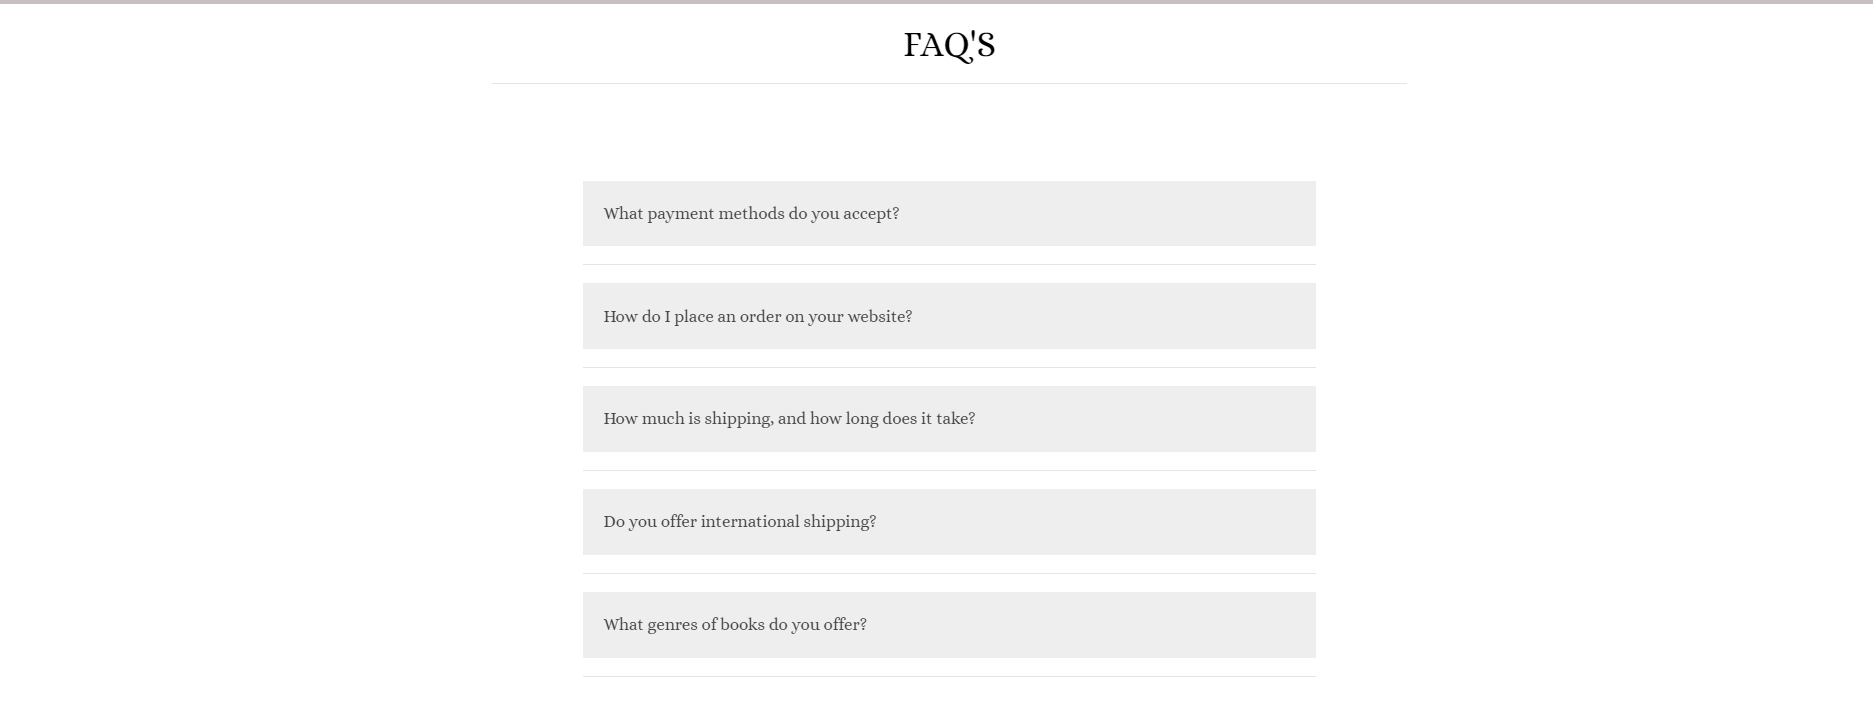 FAQ'S
What payment methods do you accept?
How do I place an order on your website?
How much is shipping, and how long does it take?
Do you offer international shipping?
What genres of books do you offer?